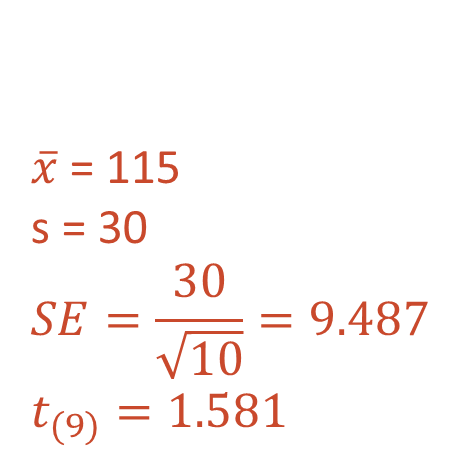 x̄ = 115
s = 30
SE = 30/√10 = 9.487
t(9) = 1.581